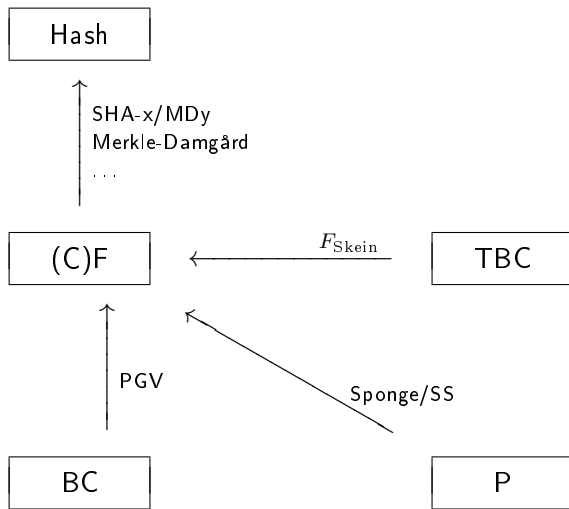 Hash
SHA-x/MDy
Merkle-Damgård
...
F_Skein
(C)F
TBC
PGV
Sponge/SS
BC
P